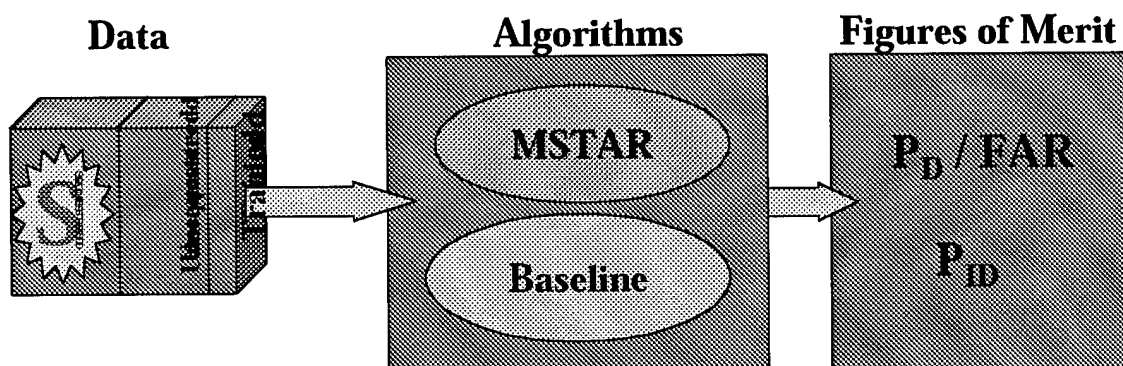 Data
Algorithms
Figures of Merit
MSTAR
Baseline
P_D / FAR
P_ID